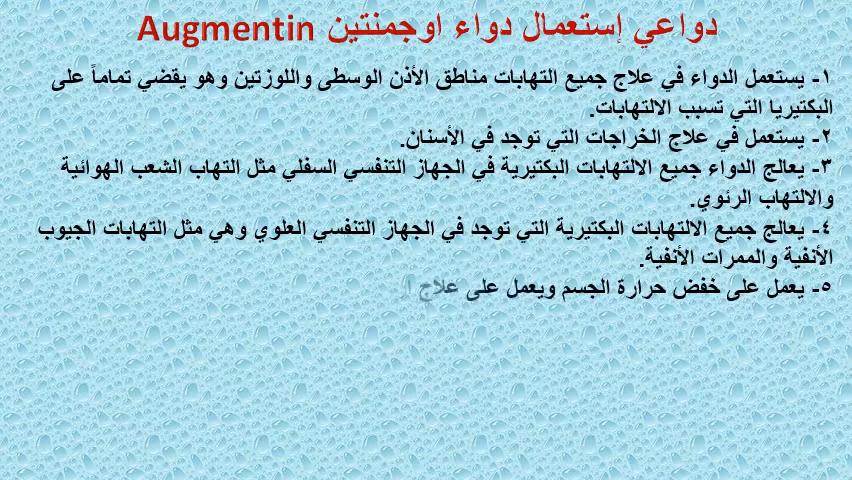 دواعي إستعمال دواء اوجمنتين Augmentin
١- يستعمل الدواء في علاج جميع التهابات مناطق الأذن الوسطى واللوزتين وهو يقضي تماماً على
البكتيريا التي تسبب الالتهابات.
٢- يستعمل في علاج الخراجات التي توجد في الأسنان.
٣- يعالج الدواء جميع الالتهابات البكتيرية في الجهاز التنفسي السفلي مثل التهاب الشعب الهوائية
والالتهاب الرئوي.
٤- يعالج جميع الالتهابات البكتيرية التي توجد في الجهاز التنفسي العلوي وهي مثل التهابات الجيوب
الأنفية والممرات الأنفية.
٥- يعمل على خفض حرارة الجسم ويعمل على علاج